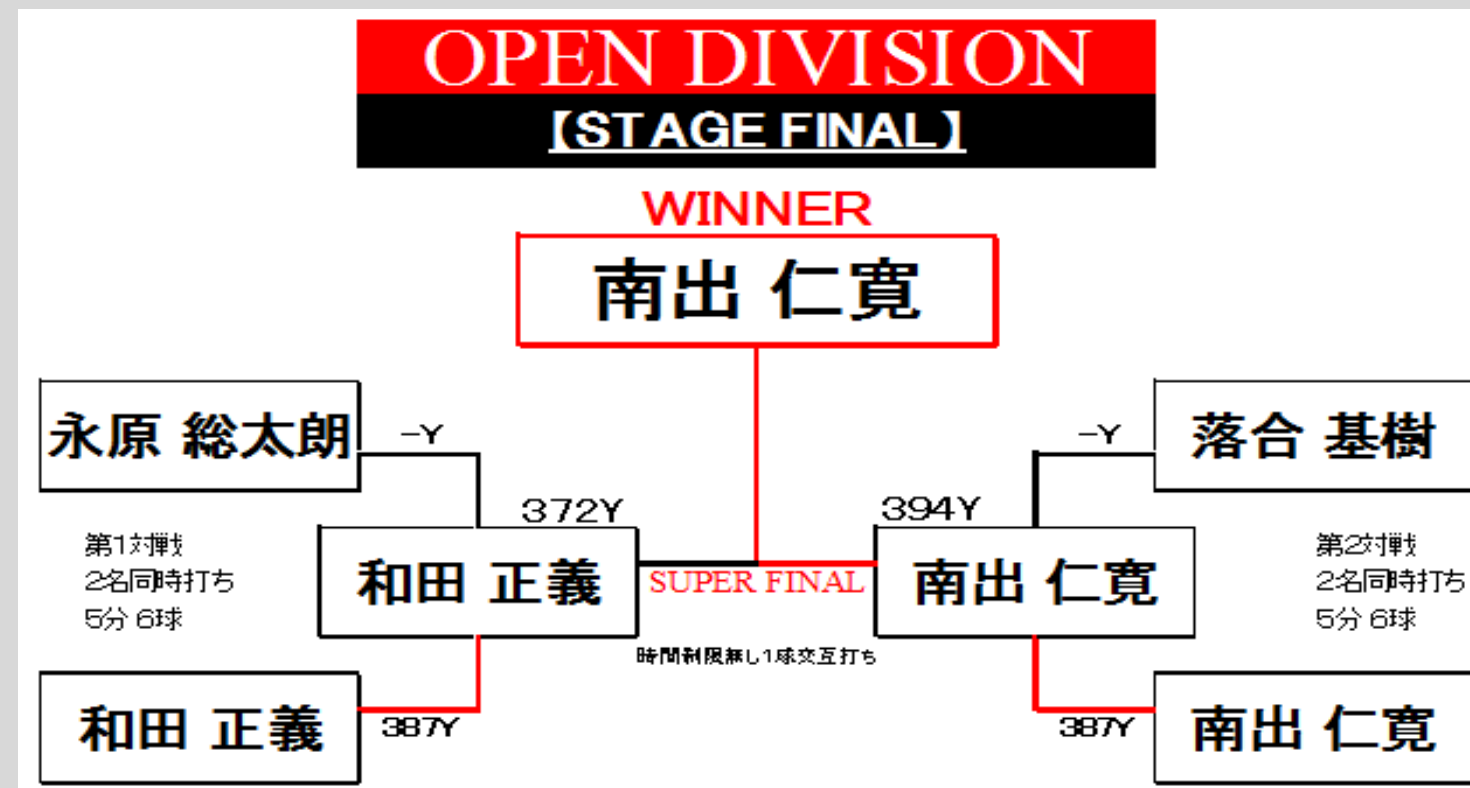 OPEN DIVISION
【STAGE FINAL】
WINNER
南出 仁寛
永原 総太朗
-Y
-Y
落合 基樹
372Y
394Y
第1対戦
2名同時打ち
5分 6球
和田 正義
SUPER FINAL
南出 仁寛
第2対戦
2名同時打ち
5分 6球
時間制限無し1球交互打ち
和田 正義
387Y
387Y
南出 仁寛